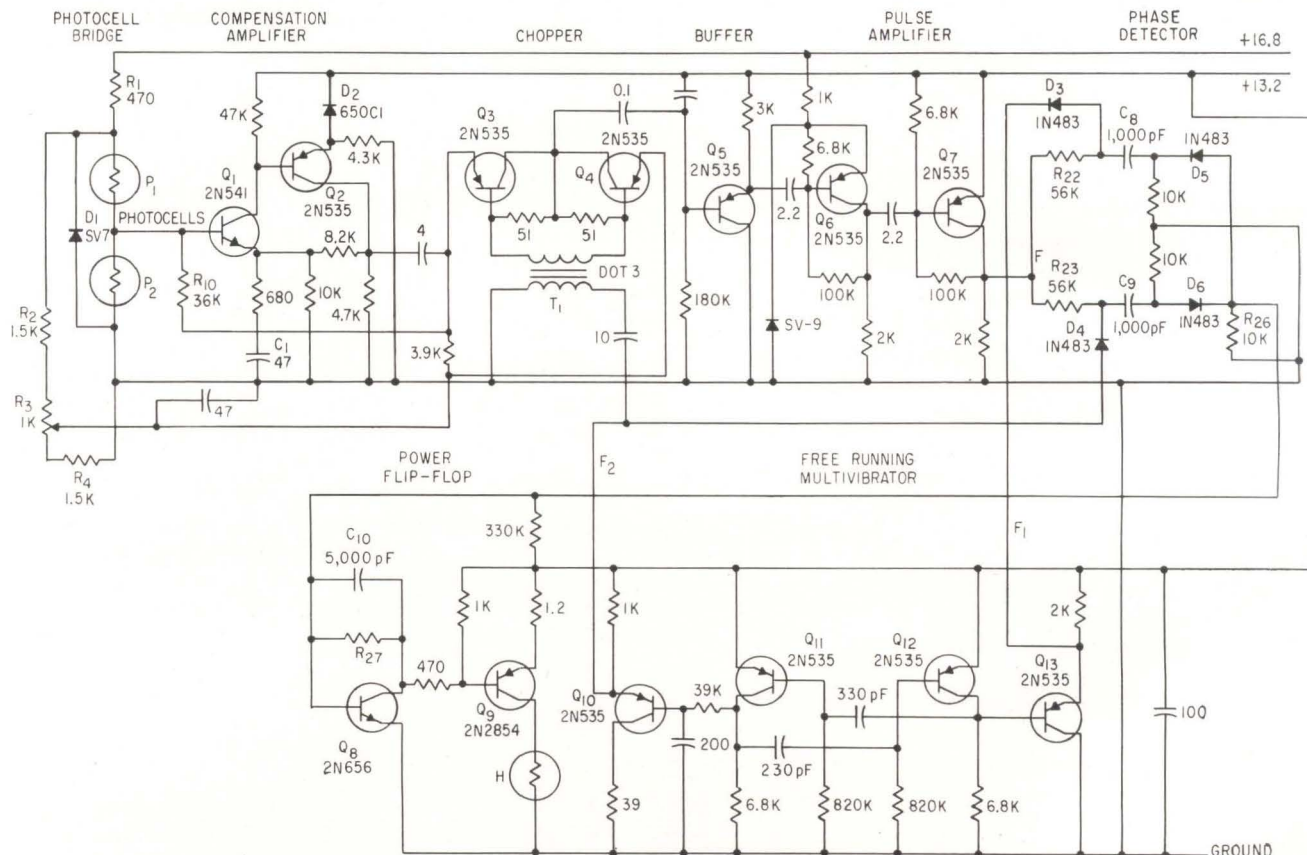 PHOTOCELL
BRIDGE
COMPENSATION
AMPLIFIER
CHOPPER
BUFFER
PULSE
AMPLIFIER
PHASE
DETECTOR
+16.8
+13.2
R1
470
P1
D1
SV7
PHOTOCELLS
P2
R2
1.5K
R3
1K
R4
1.5K
47K
D2
650C1
4.3K
Q1
2N541
Q2
2N535
8.2K
R10
36K
680
10K
4.7K
C1
47
47
4
3.9K
Q3
2N535
0.1
2N535
Q4
51
51
DOT 3
T1
10
180K
3K
Q5
2N535
2.2
1K
6.8K
Q6
2N535
SV-9
100K
2K
2.2
6.8K
Q7
2N535
100K
2K
F
D3
1N483
C8
1,000pF
1N483
D5
R22
56K
10K
10K
R23
56K
C9
1,000pF
D6
1N483
D4
1N483
R26
10K
POWER
FLIP-FLOP
F2
FREE RUNNING
MULTIVIBRATOR
F1
330K
C10
5,000pF
R27
1K
1.2
1K
470
Q8
2N656
Q9
2N2854
H
Q10
2N535
39
39K
200
Q11
2N535
230pF
6.8K
330pF
820K
Q12
2N535
820K
6.8K
2K
Q13
2N535
100
GROUND